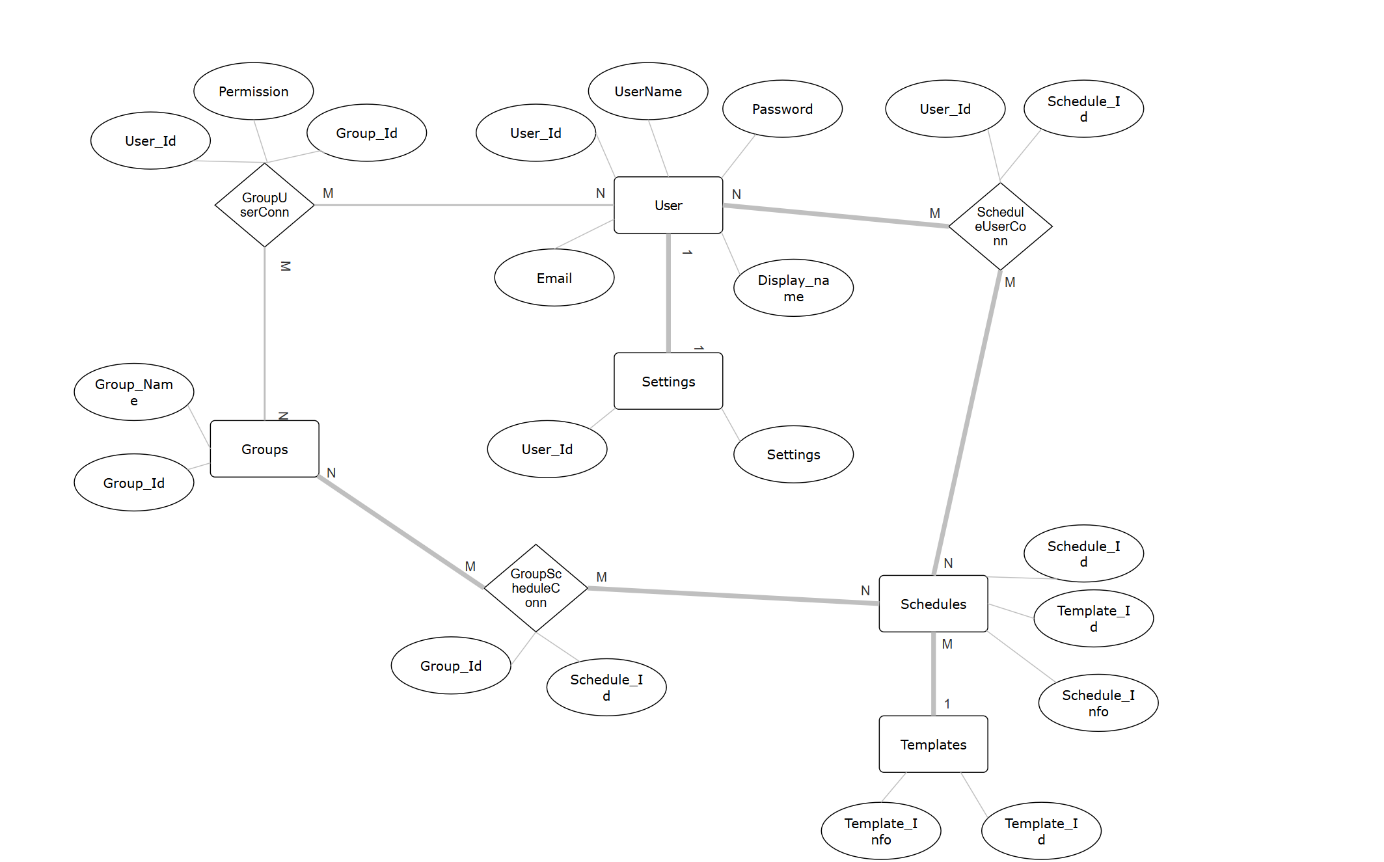 Permission
User_Id
Group_Id
GroupU
serConn
M
M
UserName
User_Id
Password
N
User
N
Email
Display_na
me
1
1
Settings
User_Id
Settings
User_Id
Schedule_I
d
M
Schedul
eUserCo
nn
M
Group_Nam
e
N
Groups
N
Group_Id
M
GroupSc
heduleC
onn
M
Group_Id
Schedule_I
d
N
N
Schedules
Schedule_I
d
Template_I
d
Schedule_I
nfo
M
1
Templates
Template_I
nfo
Template_I
d